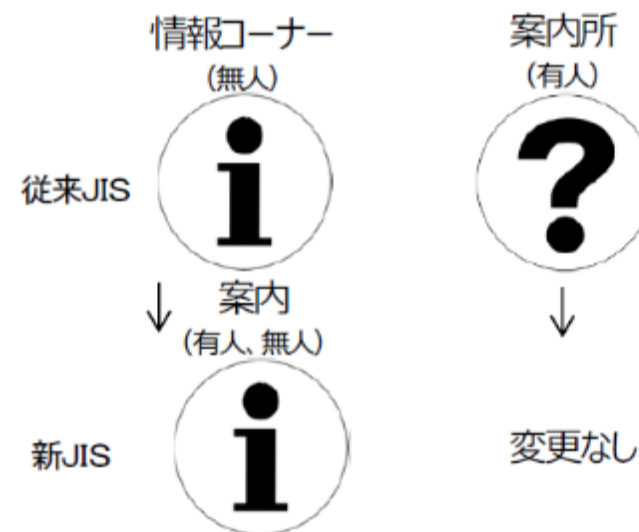 情報コーナー
(無人)
案内所
(有人)
従来JIS
i
?
↓
案内
(有人、無人)
↓
新JIS
i
変更なし